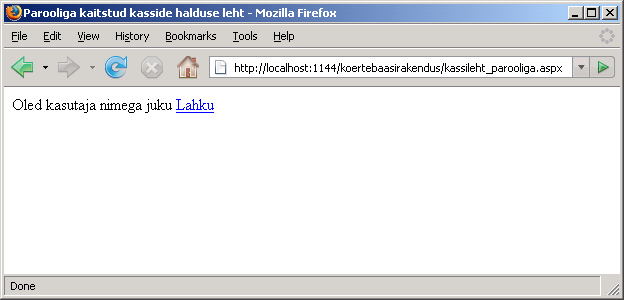 Parooliga kaitstud kasside halduse leht - Mozilla Firefox
File Edit View History Bookmarks Tools Help
http://localhost:1144/koertebaasirakendus/kassileht_parooliga.aspx
Oled kasutaja nimega juku Lahku
Done